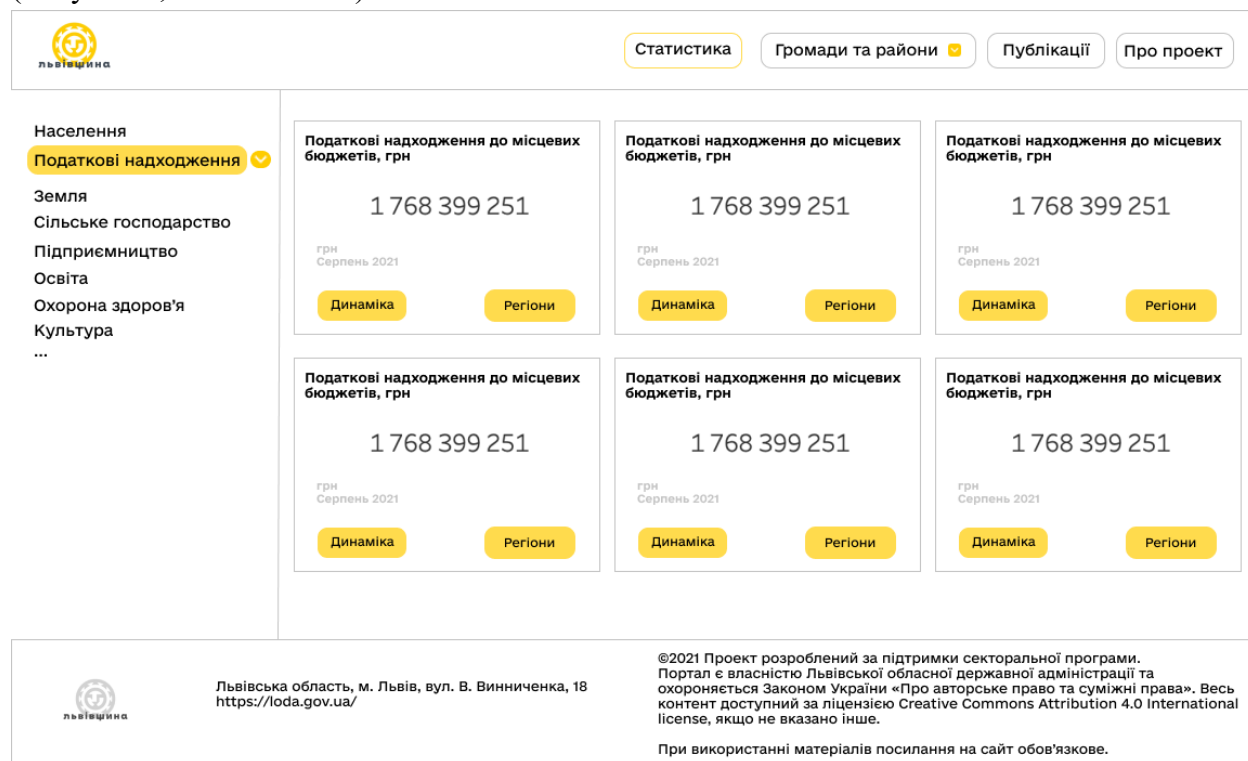 львівщина
Статистика
Громади та райони
Публікації
Про проект
Населення
Податкові надходження
Земля
Сільське господарство
Підприємництво
Освіта
Охорона здоров’я
Культура
...
Податкові надходження до місцевих
бюджетів, грн
1 768 399 251
грн
Серпень 2021
Динаміка
Регіони
Податкові надходження до місцевих
бюджетів, грн
1 768 399 251
грн
Серпень 2021
Динаміка
Регіони
Податкові надходження до місцевих
бюджетів, грн
1 768 399 251
грн
Серпень 2021
Динаміка
Регіони
Податкові надходження до місцевих
бюджетів, грн
1 768 399 251
грн
Серпень 2021
Динаміка
Регіони
Податкові надходження до місцевих
бюджетів, грн
1 768 399 251
грн
Серпень 2021
Динаміка
Регіони
Податкові надходження до місцевих
бюджетів, грн
1 768 399 251
грн
Серпень 2021
Динаміка
Регіони
львівщина
Львівська область, м. Львів, вул. В. Винниченка, 18
https://loda.gov.ua/
©2021 Проект розроблений за підтримки секторальної програми.
Портал є власністю Львівської обласної державної адміністрації та
охороняється Законом України «Про авторське право та суміжні права». Весь
контент доступний за ліцензією Creative Commons Attribution 4.0 International
license, якщо не вказано інше.
При використанні матеріалів посилання на сайт обов'язкове.